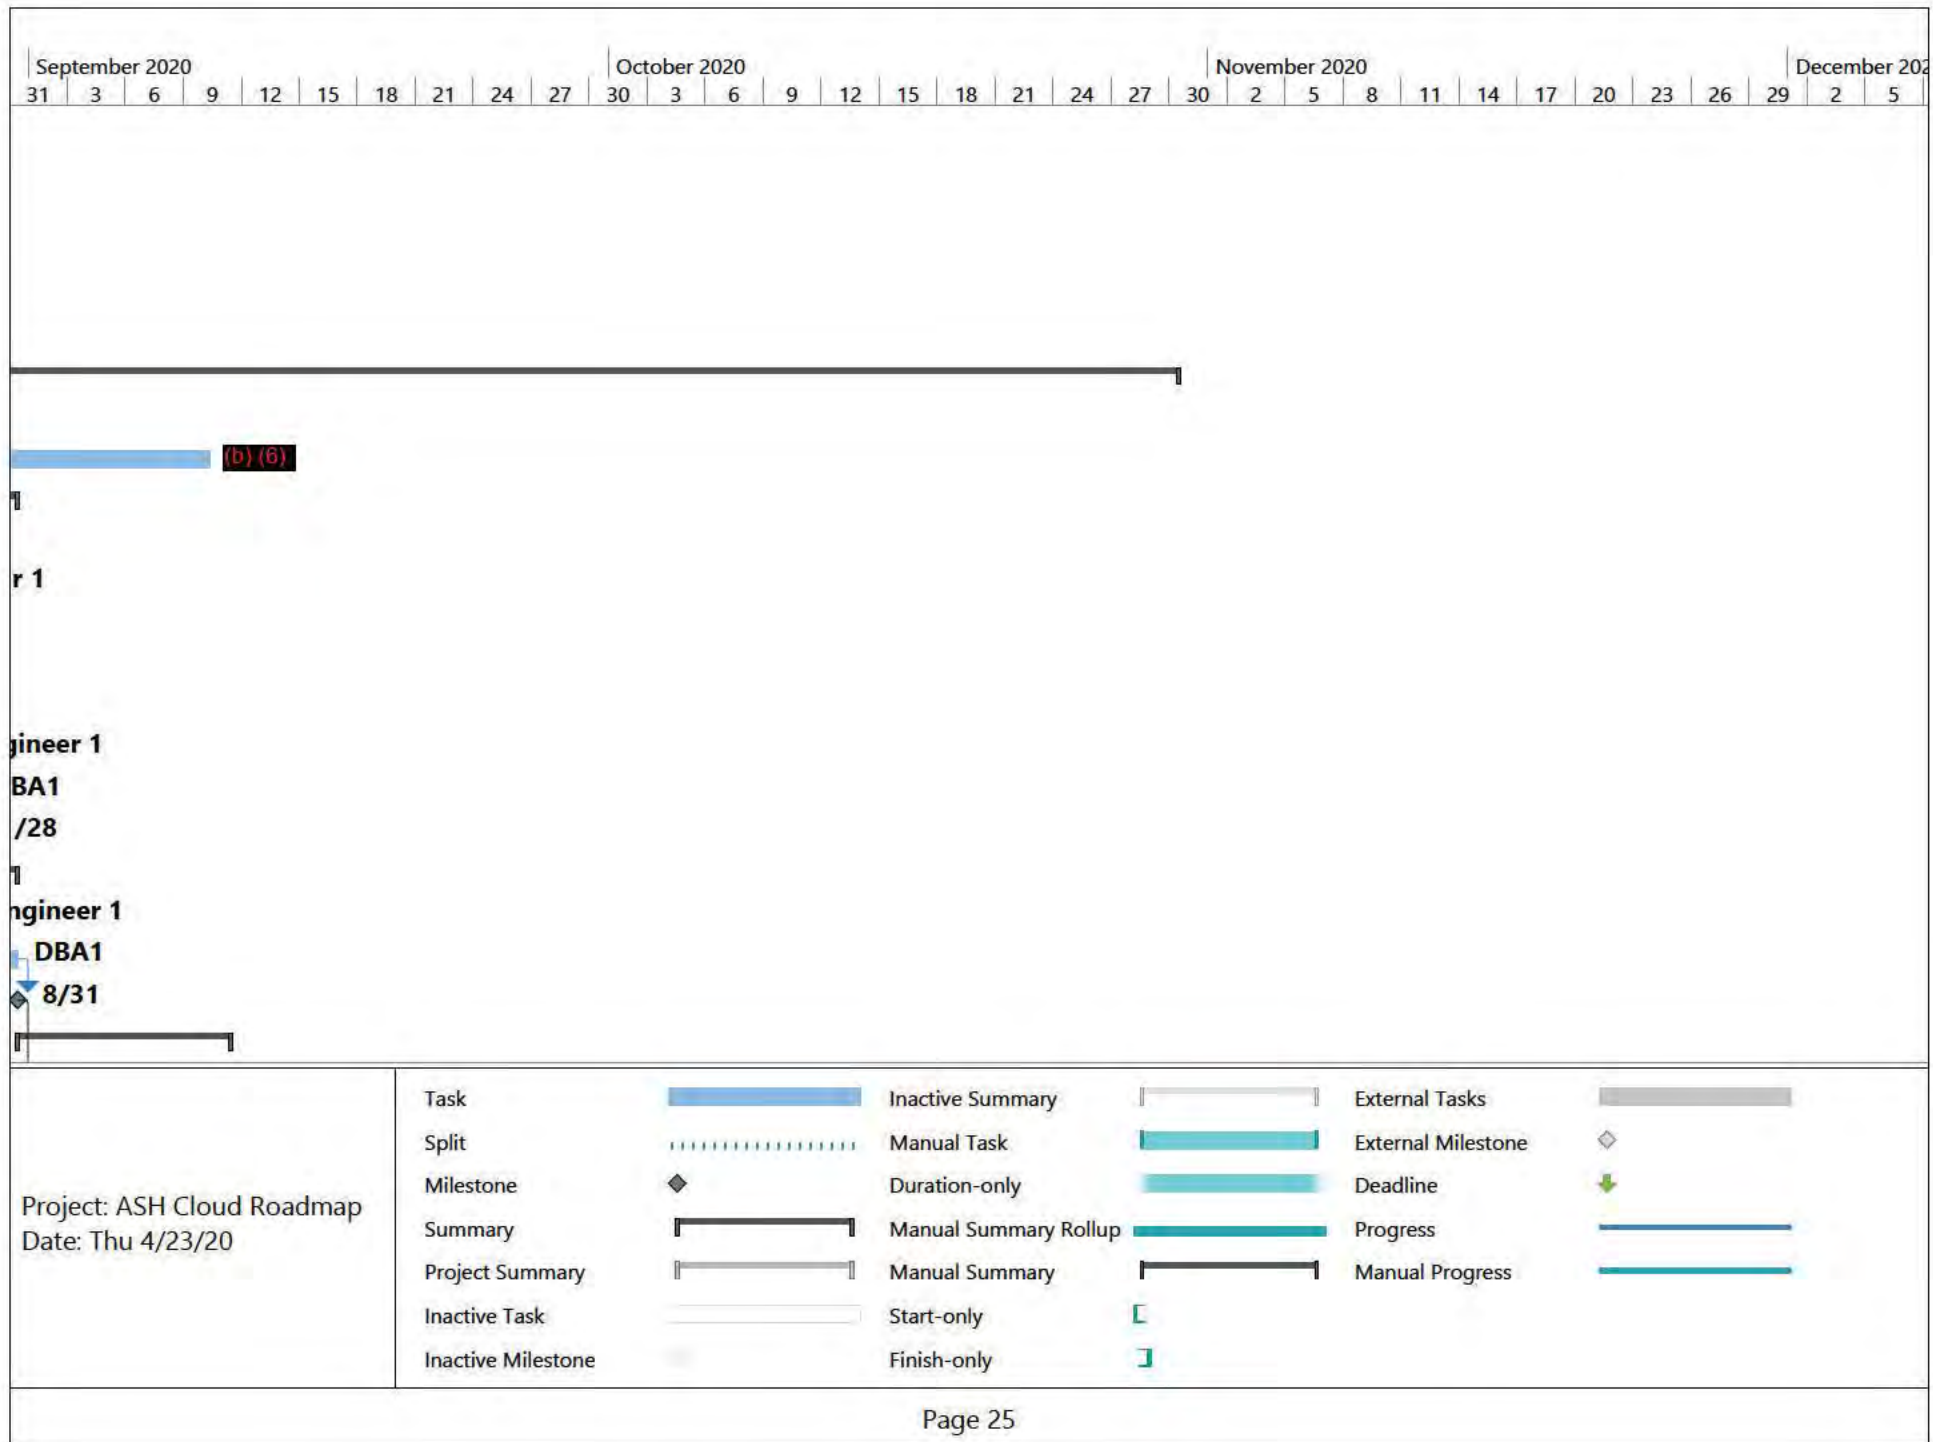 September 2020 October 2020 November 2020 December 202
31 3 6 9 12 15 18 21 24 27 30 3 6 9 12 15 18 21 24 27 30 2 5 8 11 14 17 20 23 26 29 2 5
(b) (6)
r 1
gineer 1
BA1
/28
ngineer 1
DBA1
8/31
Project: ASH Cloud Roadmap
Date: Thu 4/23/20
Task
Split
Milestone
Summary
Project Summary
Inactive Task
Inactive Milestone
Inactive Summary
Manual Task
Duration-only
Manual Summary Rollup
Manual Summary
Start-only
Finish-only
External Tasks
External Milestone
Deadline
Progress
Manual Progress
Page 25